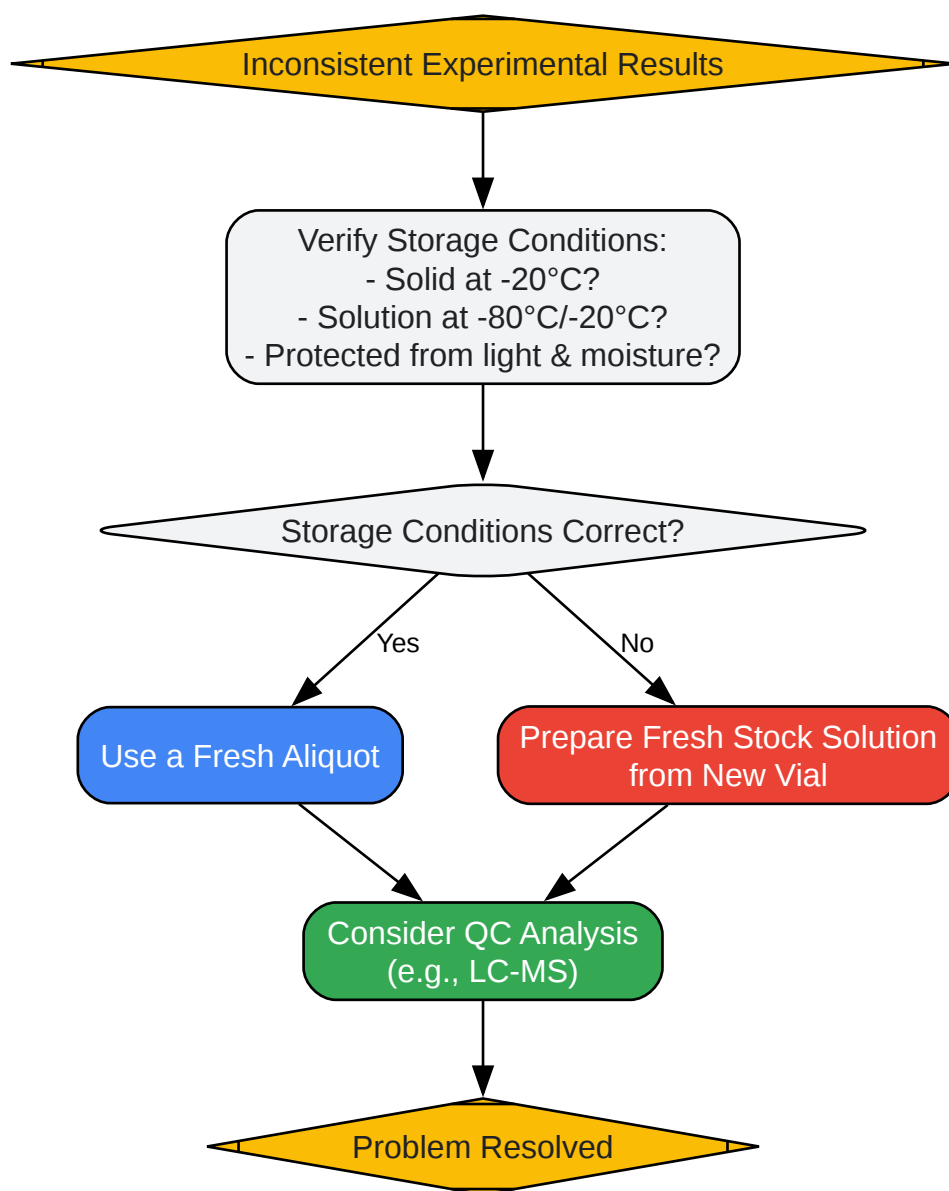 Inconsistent Experimental Results
Verify Storage Conditions:
- Solid at -20°C?
- Solution at -80°C/-20°C?
- Protected from light & moisture?
Storage Conditions Correct?
Yes
No
Use a Fresh Aliquot
Prepare Fresh Stock Solution
from New Vial
Consider QC Analysis
(e.g., LC-MS)
Problem Resolved